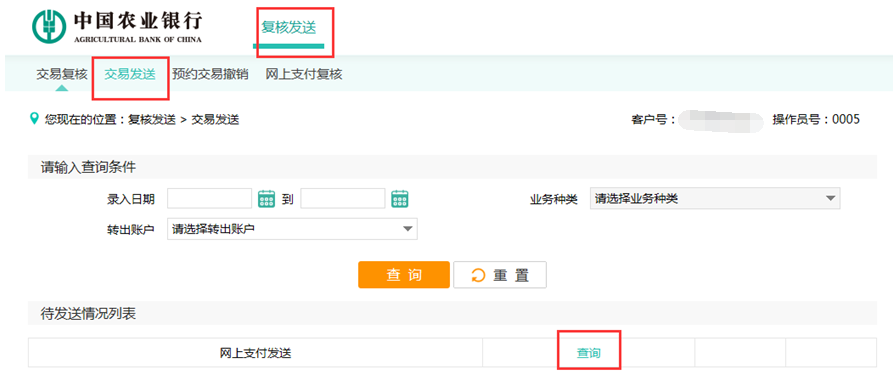 中国农业银行
AGRICULTURAL BANK OF CHINA
复核发送
交易复核 交易发送 预约交易撤销 网上支付复核
您现在的位置：复核发送 > 交易发送 客户号： 操作员号：0005
请输入查询条件
录入日期 到 业务种类 请选择业务种类
转出账户 请选择转出账户
查 询 重 置
待发送情况列表
网上支付发送 查询